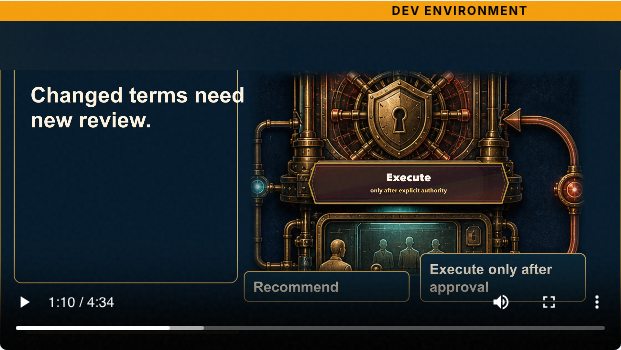 DEV ENVIRONMENT
Changed terms need
new review.
Execute
only after explicit authority
Recommend
Execute only after
approval
1:10 / 4:34